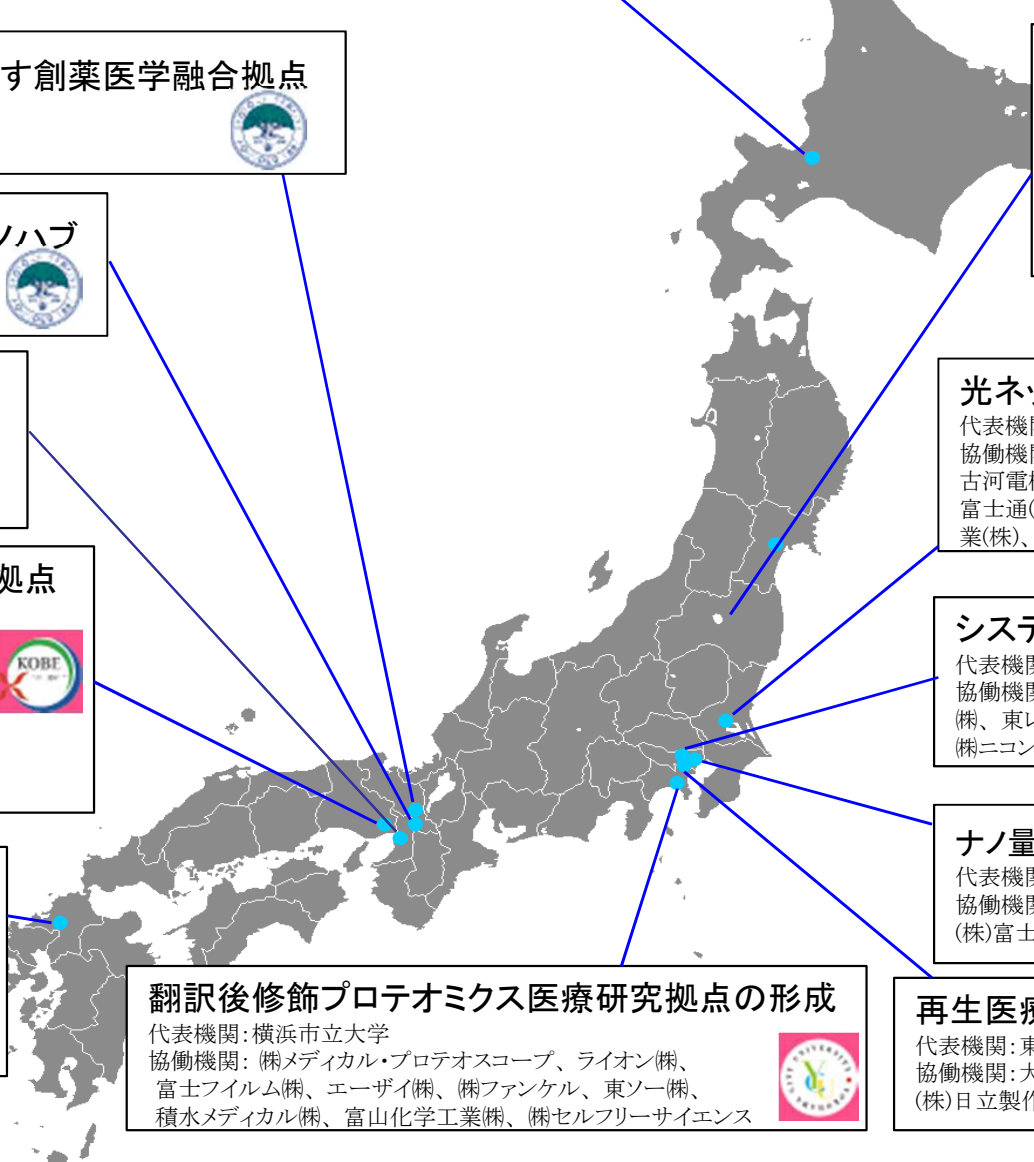 す創薬医学融合拠点
ノハブ
拠点
KOBE
光ネッ
代表機関
協働機関
古河電機
富士通(
業(株)、
システ
代表機関
協働機関
㈱、東レ
㈱ニコン
ナノ量
代表機関
協働機関
(株)富士
翻訳後修飾プロテオミクス医療研究拠点の形成
代表機関：横浜市立大学
協働機関： ㈱メディカル・プロテオスコープ、ライオン㈱、
富士フイルム㈱、エーザイ㈱、㈱ファンケル、東ソー㈱、
積水メディカル㈱、富山化学工業㈱、㈱セルフリーサイエンス
再生医療
代表機関：東
協働機関：大
(株)日立製作